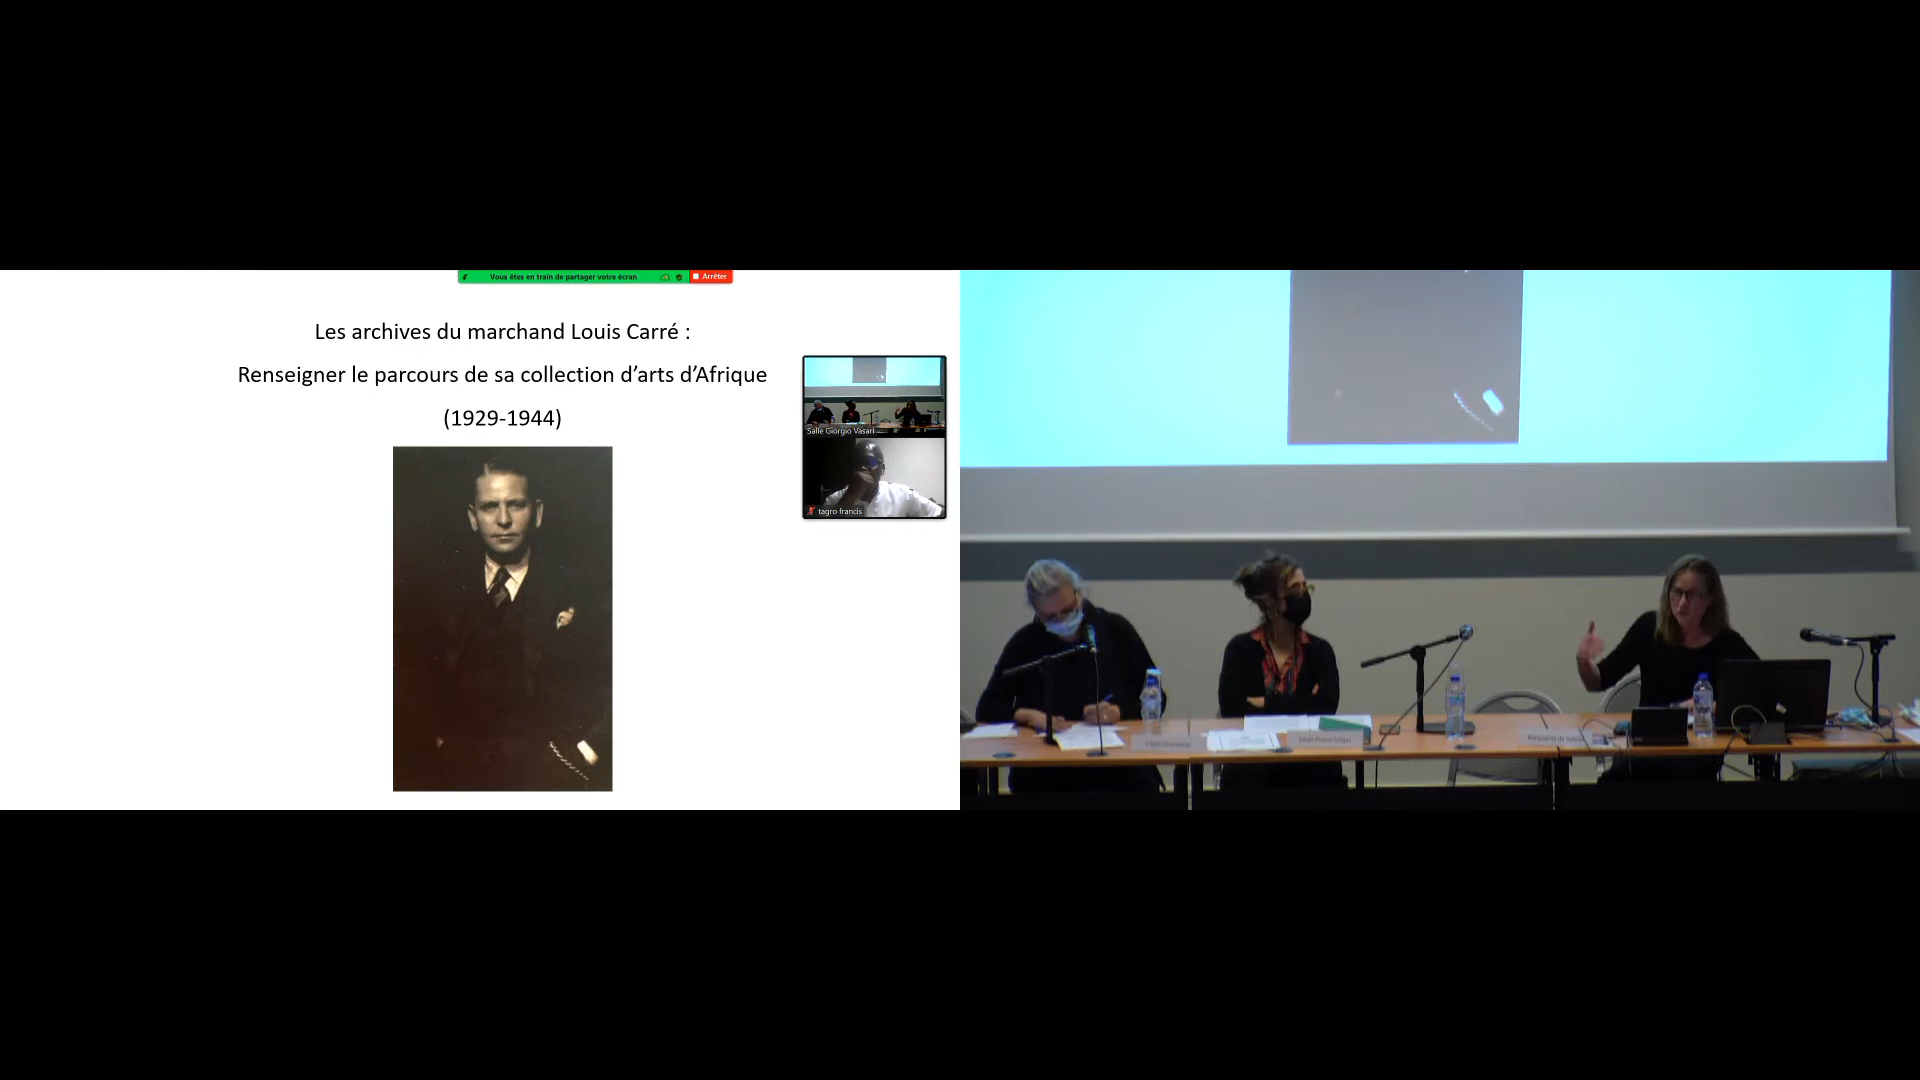 Vous êtes en train de partager votre écran
Arrêter
Les archives du marchand Louis Carré :
Renseigner le parcours de sa collection d’arts d’Afrique
(1929-1944)
Salle Giorgio Vasari
tagro francis